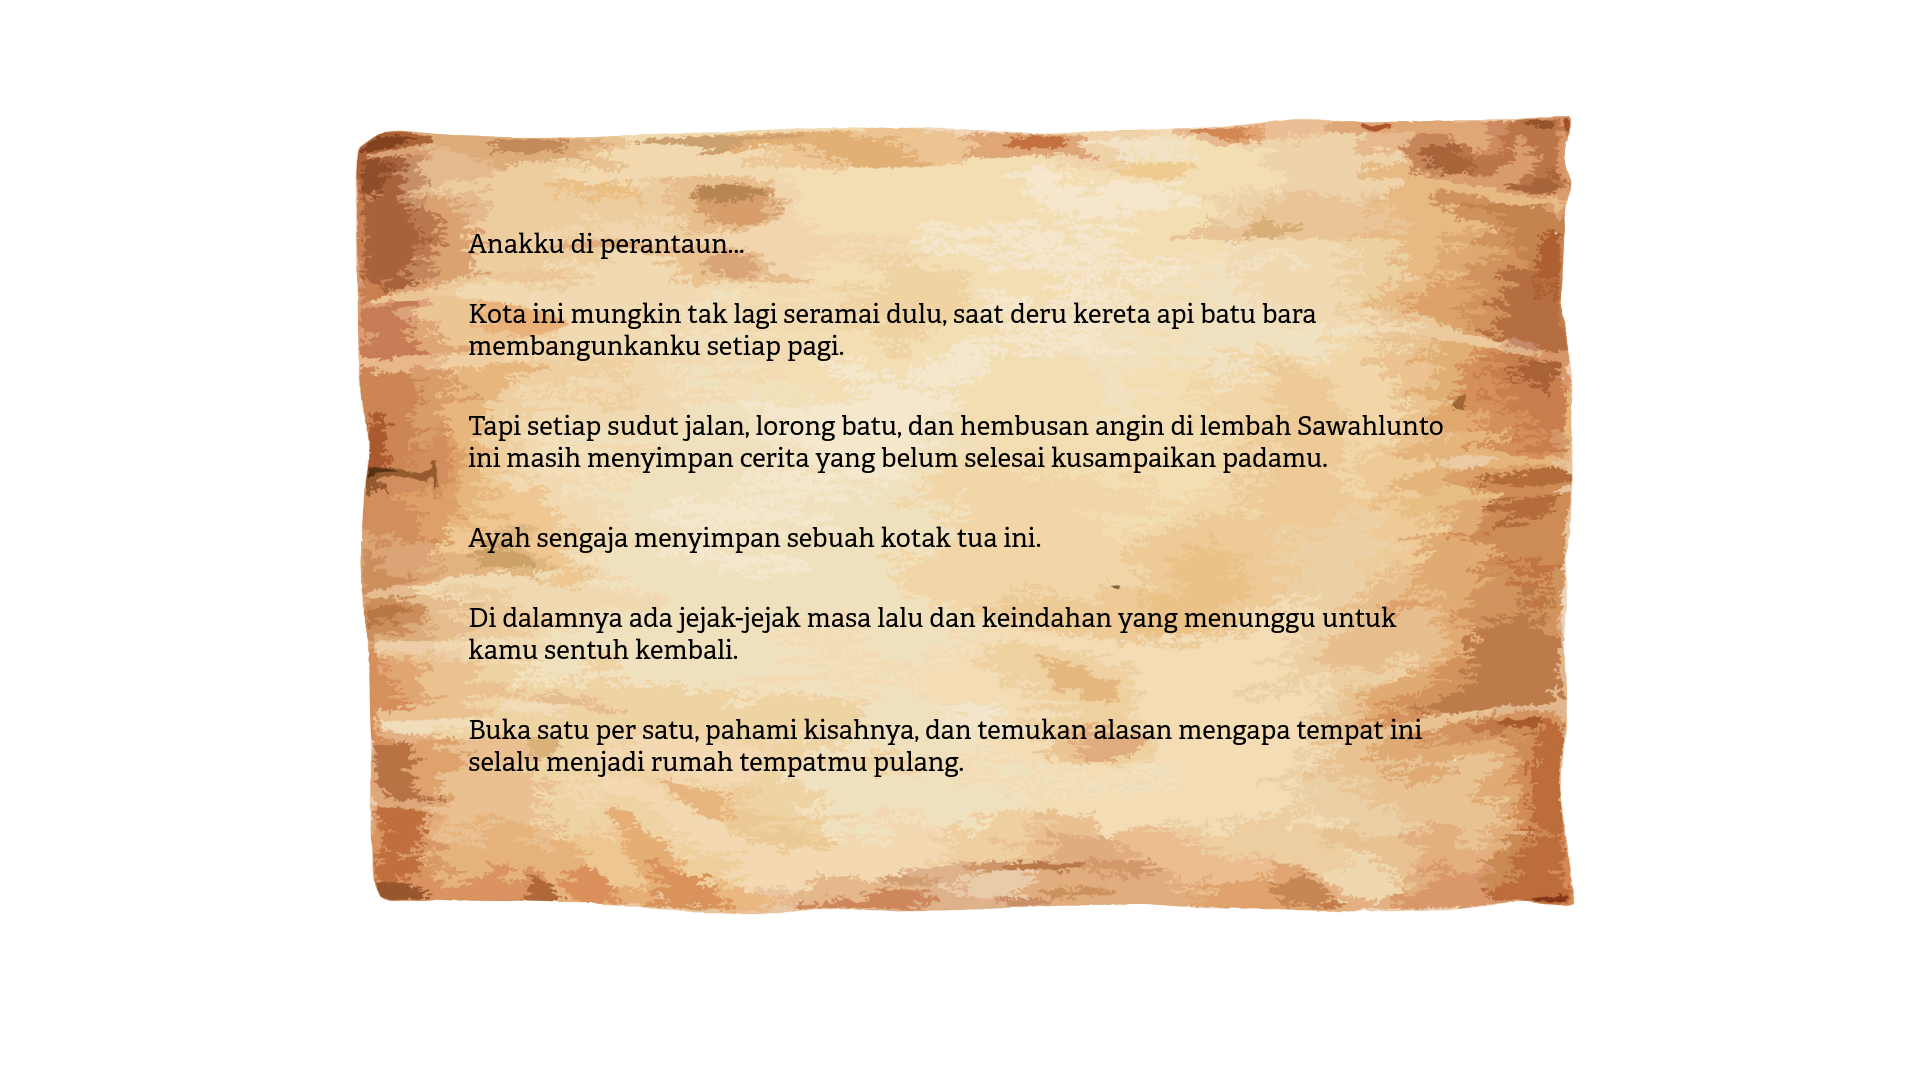 Anakku di perantaun...
Kota ini mungkin tak lagi seramai dulu, saat deru kereta api batu bara
membangunkanku setiap pagi.
Tapi setiap sudut jalan, lorong batu, dan hembusan angin di lembah Sawahlunto
ini masih menyimpan cerita yang belum selesai kusampaikan padamu.
Ayah sengaja menyimpan sebuah kotak tua ini.
Di dalamnya ada jejak-jejak masa lalu dan keindahan yang menunggu untuk
kamu sentuh kembali.
Buka satu per satu, pahami kisahnya, dan temukan alasan mengapa tempat ini
selalu menjadi rumah tempatmu pulang.